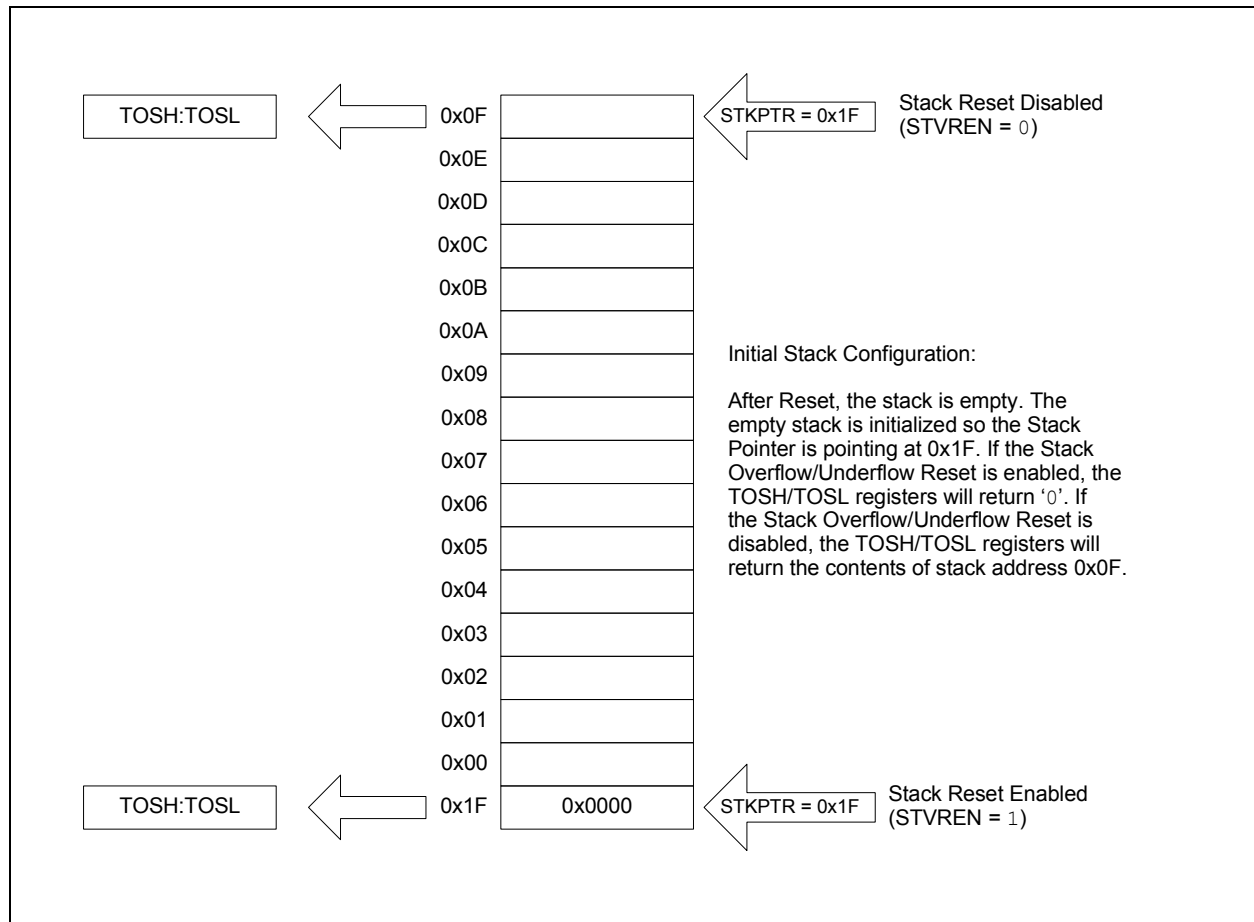 TOSH:TOSL
0x0F
STKPTR = 0x1F
Stack Reset Disabled
(STVREN = 0)
0x0E
0x0D
0x0C
0x0B
0x0A
0x09
0x08
0x07
0x06
0x05
0x04
0x03
0x02
0x01
0x00
Initial Stack Configuration:
After Reset, the stack is empty. The
empty stack is initialized so the Stack
Pointer is pointing at 0x1F. If the Stack
Overflow/Underflow Reset is enabled, the
TOSH/TOSL registers will return ‘0’. If
the Stack Overflow/Underflow Reset is
disabled, the TOSH/TOSL registers will
return the contents of stack address 0x0F.
TOSH:TOSL
0x1F
0x0000
STKPTR = 0x1F
Stack Reset Enabled
(STVREN = 1)